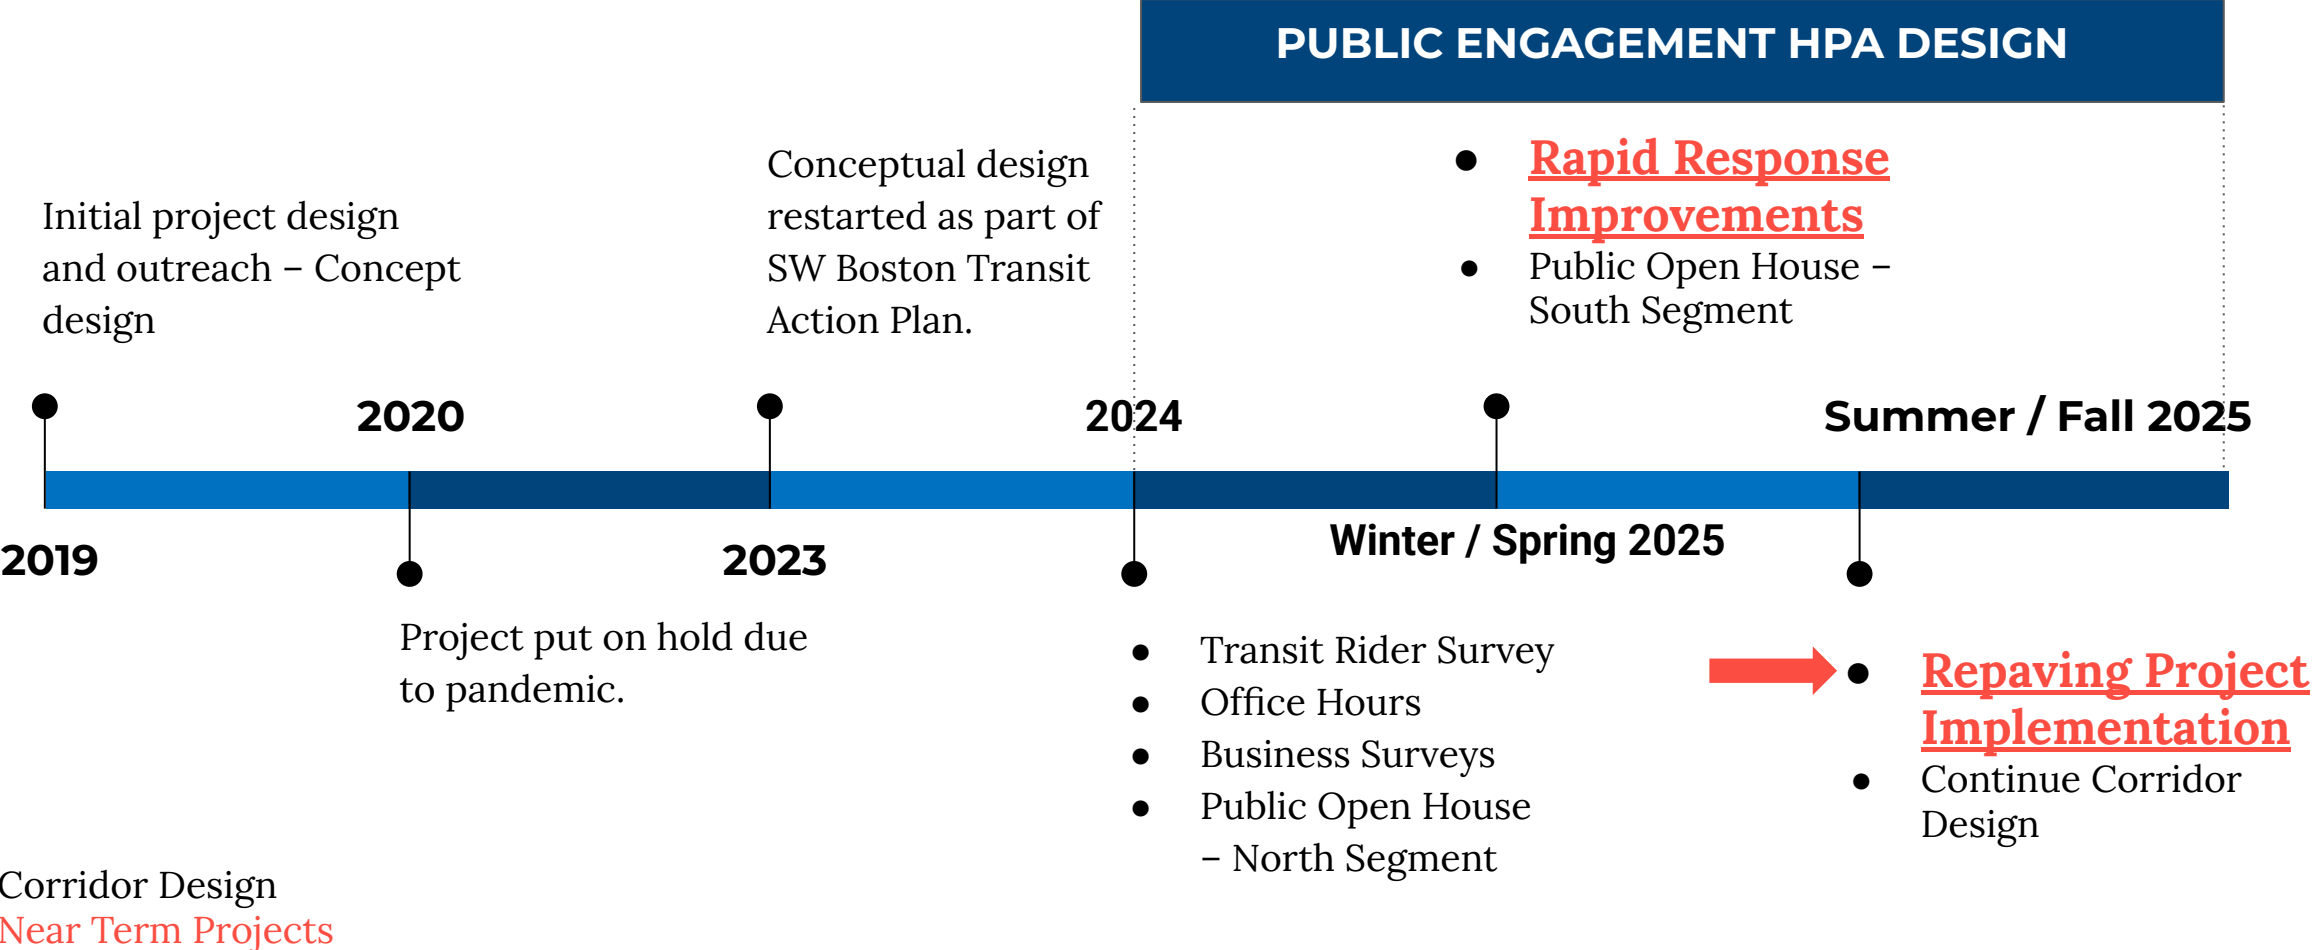 PUBLIC ENGAGEMENT HPA DESIGN
Initial project design
and outreach – Concept
design
Conceptual design
restarted as part of
SW Boston Transit
Action Plan.
● Rapid Response
Improvements
● Public Open House –
South Segment
2020
2024
Summer / Fall 2025
2019
2023
Winter / Spring 2025
Project put on hold due
to pandemic.
● Transit Rider Survey
● Office Hours
● Business Surveys
● Public Open House
– North Segment
● Repaving Project
Implementation
● Continue Corridor
Design
Corridor Design
Near Term Projects